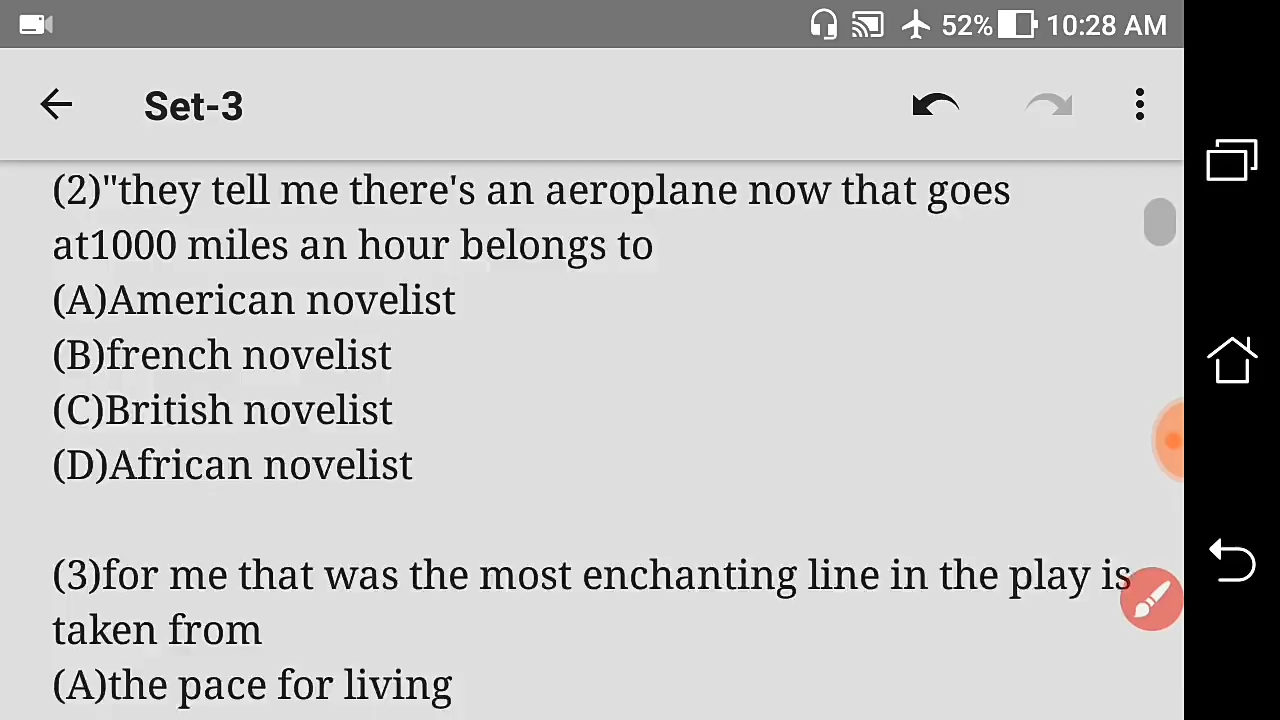 52% 10:28 AM
Set-3
(2)"they tell me there's an aeroplane now that goes
at1000 miles an hour belongs to
(A)American novelist
(B)french novelist
(C)British novelist
(D)African novelist
(3)for me that was the most enchanting line in the play is
taken from
(A)the pace for living